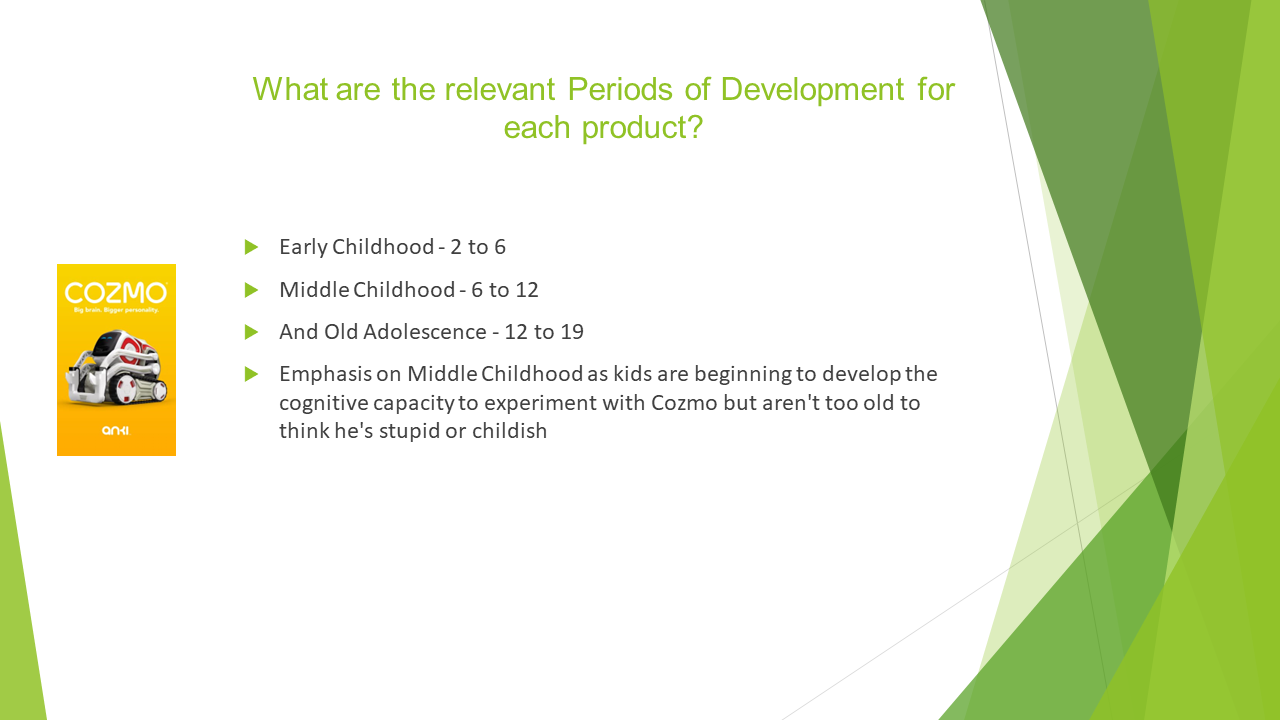 What are the relevant Periods of Development for
each product?
Early Childhood - 2 to 6
COZMO
Big brain. Bigger personality.
Middle Childhood - 6 to 12
And Old Adolescence - 12 to 19
Emphasis on Middle Childhood as kids are beginning to develop the
cognitive capacity to experiment with Cozmo but aren't too old to
think he's stupid or childish
anki